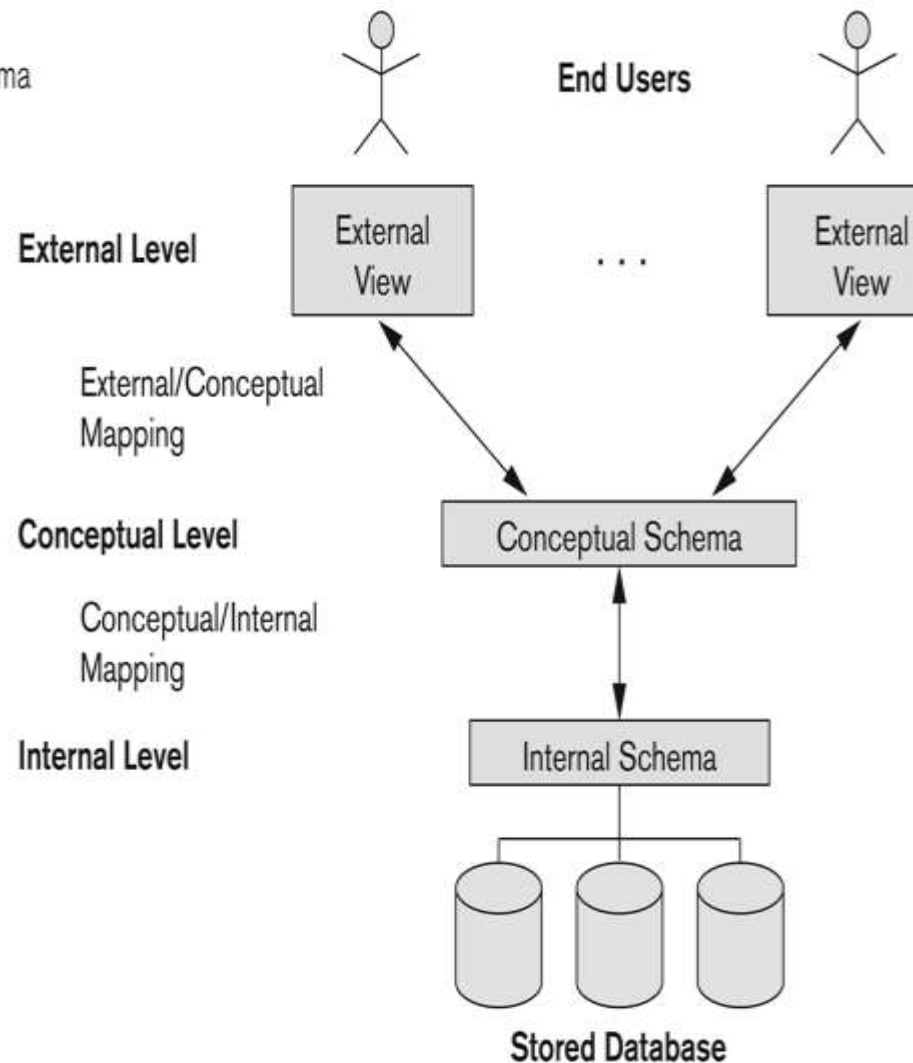 End Users
External Level
External
View
. . .
External
View
External/Conceptual
Mapping
Conceptual Level
Conceptual Schema
Conceptual/Internal
Mapping
Internal Level
Internal Schema
Stored Database